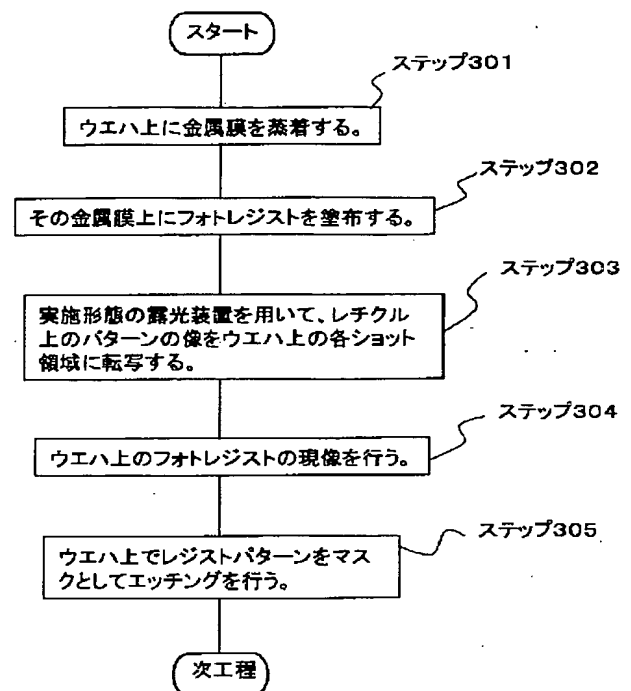 スタート
ステップ301
ウエハ上に金属膜を蒸着する。
ステップ302
その金属膜上にフォトレジストを塗布する。
ステップ303
実施形態の露光装置を用いて、レチクル
上のパターンの像をウエハ上の各ショット
領域に転写する。
ステップ304
ウエハ上のフォトレジストの現像を行う。
ステップ305
ウエハ上でレジストパターンをマス
クとしてエッチングを行う。
次工程